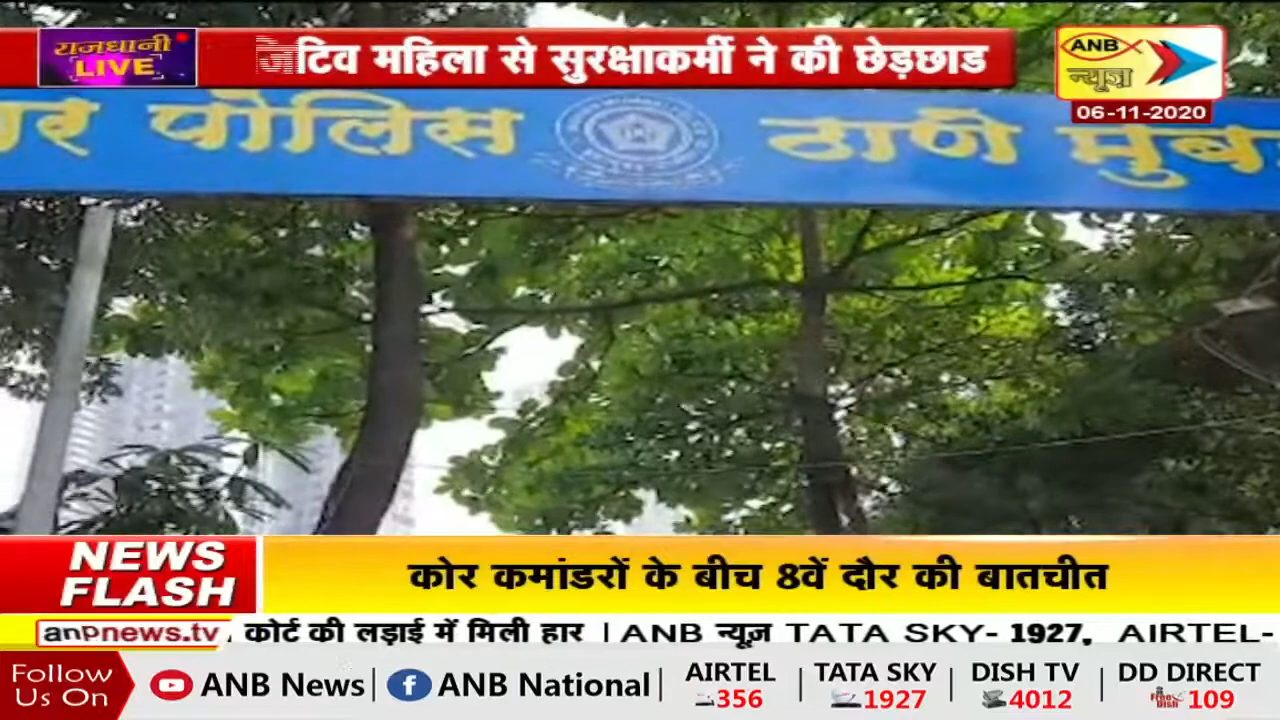 राजधानी
LIVE
टिव महिला से सुरक्षाकर्मी ने की छेड़छाड
ANB
न्यूज़
06-11-2020
पोलिस ठाणे
NEWS
FLASH
कोर कमांडरों के बीच 8वें दौर की बातचीत
anpnews.tv
कोर्ट की लड़ाई में मिली हार | ANB न्यूज़ TATA SKY- 1927, AIRTEL-
Follow
Us On
ANB News
ANB National
AIRTEL
356
TATA SKY
1927
DISH TV
4012
DD DIRECT
109